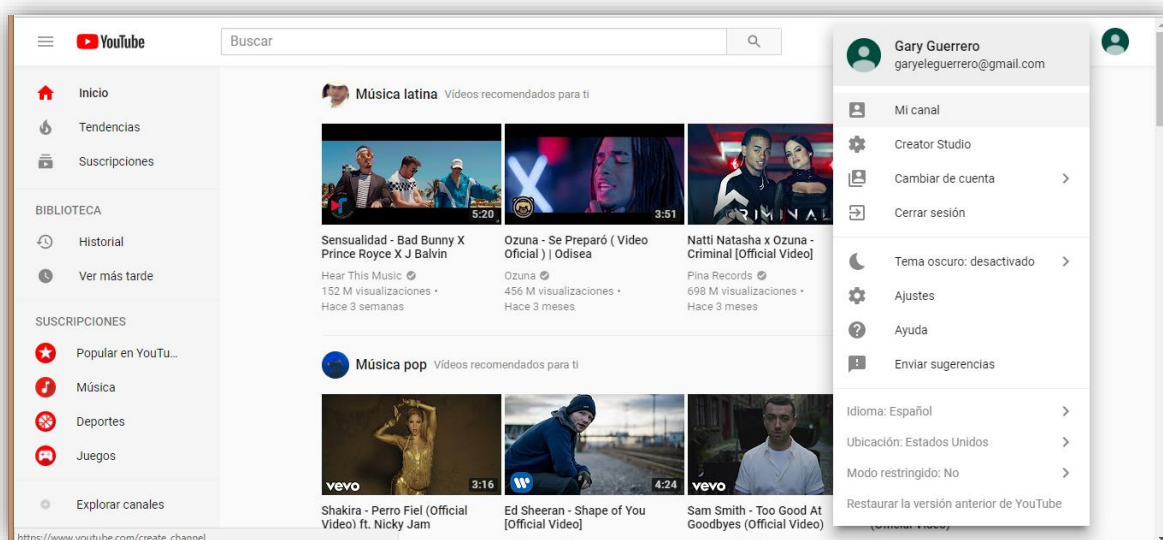 YouTube
Buscar
Inicio
Tendencias
Suscripciones
BIBLIOTECA
Historial
Ver más tarde
SUSCRIPCIONES
Popular en YouTu...
Música
Deportes
Juegos
Explorar canales
https://www.youtube.com/create_channel
Música latina Vídeos recomendados para ti
5:20
3:51
CRIMINAL
Sensualidad - Bad Bunny X
Prince Royce X J Balvin
Hear This Music
152 M visualizaciones •
Hace 3 semanas
Ozuna - Se Preparó ( Video
Oficial ) | Odisea
Ozuna
456 M visualizaciones •
Hace 3 meses
Natti Natasha x Ozuna -
Criminal [Official Video]
Pina Records
698 M visualizaciones •
Hace 3 meses
Música pop Vídeos recomendados para ti
vevo
3:16
4:24
vevo
Shakira - Perro Fiel (Official
Video) ft. Nicky Jam
Ed Sheeran - Shape of You
[Official Video]
Sam Smith - Too Good At
Goodbyes (Official Video)
(Official Video)
Gary Guerrero
garyeleguerrero@gmail.com
Mi canal
Creator Studio
Cambiar de cuenta
Cerrar sesión
Tema oscuro: desactivado
Ajustes
Ayuda
Enviar sugerencias
Idioma: Español
Ubicación: Estados Unidos
Modo restringido: No
Restaurar la versión anterior de YouTube